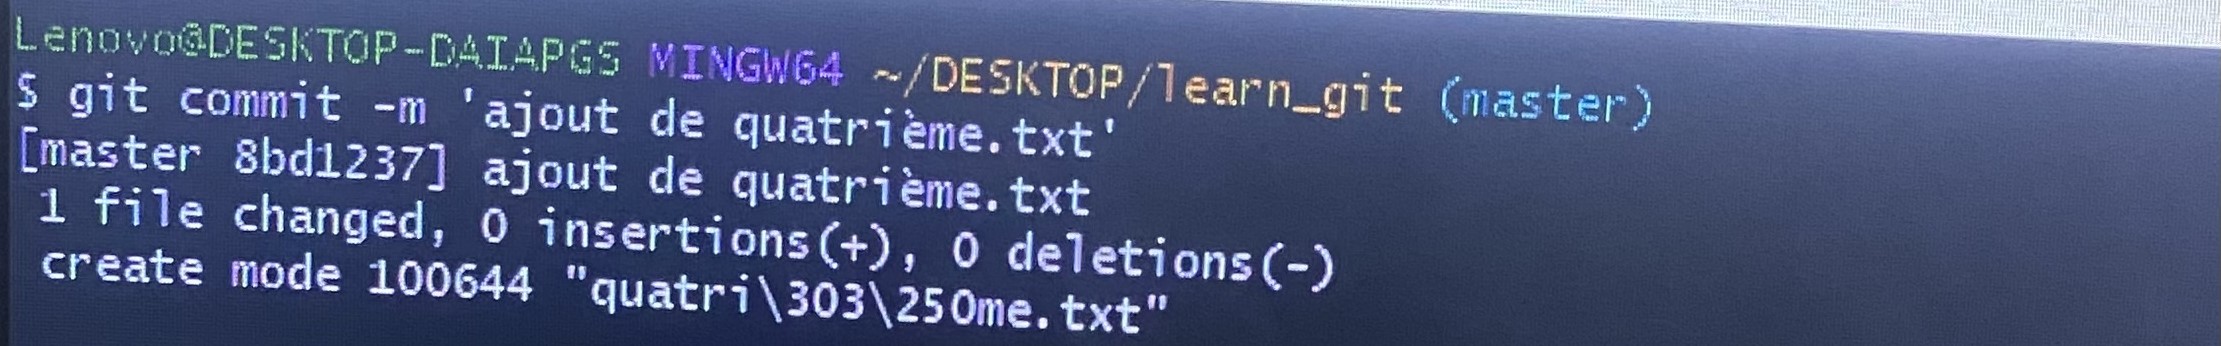 Lenovo@DESKTOP-DAIAPGS MINGW64 ~/DESKTOP/learn_git (master)
$ git commit -m 'ajout de quatrième.txt'
[master 8bd1237] ajout de quatrième.txt
 1 file changed, 0 insertions(+), 0 deletions(-)
 create mode 100644 "quatri\303\250me.txt"